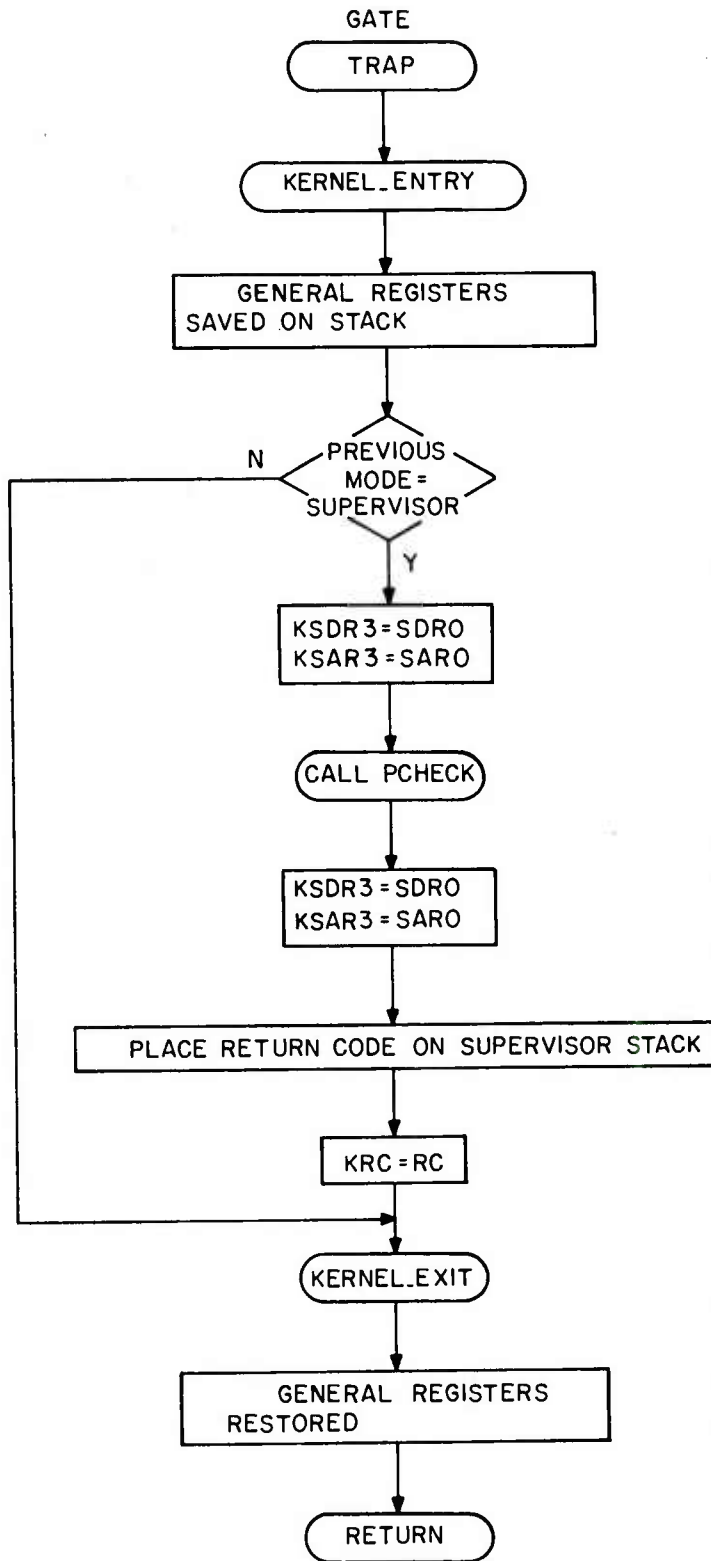 GATE
TRAP
KERNEL_ENTRY
GENERAL REGISTERS
SAVED ON STACK
N
PREVIOUS
MODE =
SUPERVISOR
Y
KSDR3 = SDRO
KSAR3 = SARO
CALL PCHECK
KSDR3 = SDRO
KSAR3 = SARO
PLACE RETURN CODE ON SUPERVISOR STACK
KRC = RC
KERNEL_EXIT
GENERAL REGISTERS
RESTORED
RETURN